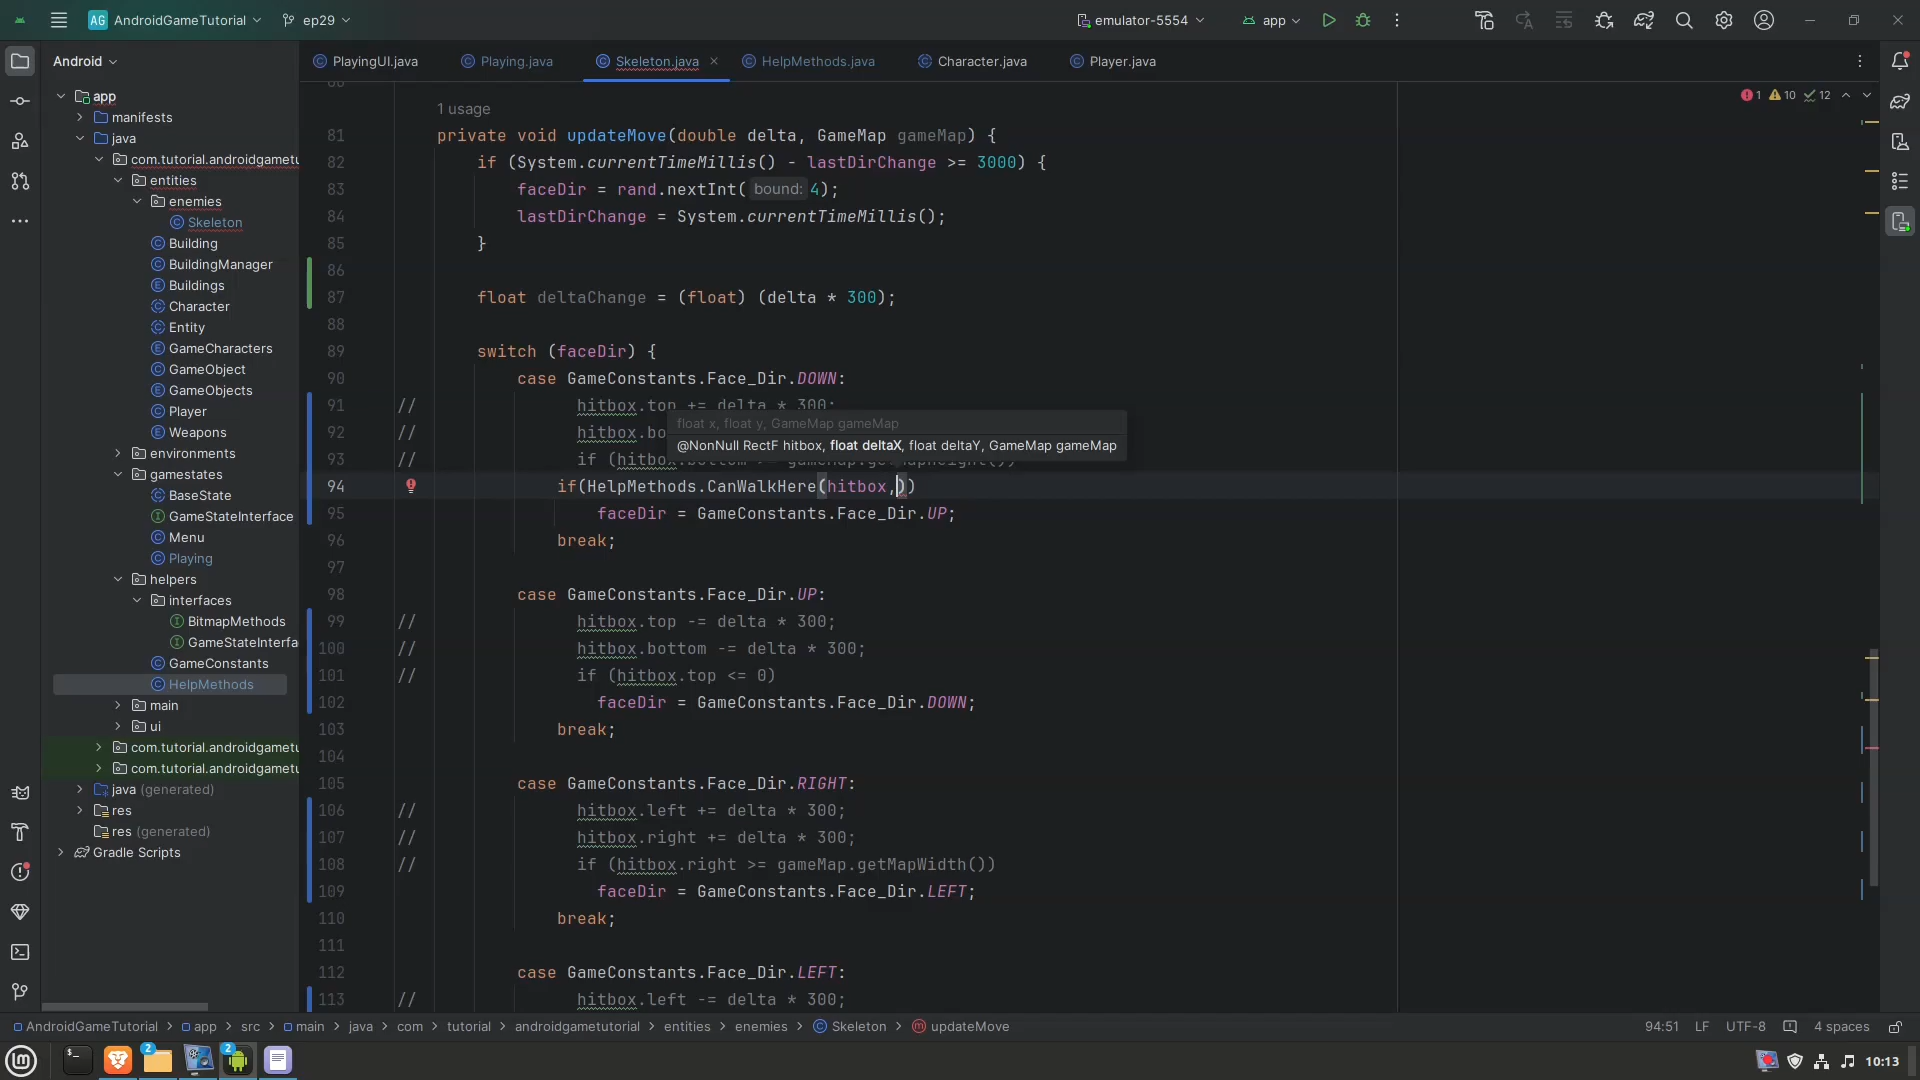 AG AndroidGameTutorial ep29 emulator-5554 app
Android
PlayingUI.java Playing.java Skeleton.java HelpMethods.java Character.java Player.java
app
manifests
java
com.tutorial.androidgametu
entities
enemies
Skeleton
Building
BuildingManager
Buildings
Character
Entity
GameCharacters
GameObject
GameObjects
Player
Weapons
environments
gamestates
BaseState
GameStateInterface
Menu
Playing
helpers
interfaces
BitmapMethods
GameStateInterfa
GameConstants
HelpMethods
main
ui
com.tutorial.androidgametu
com.tutorial.androidgametu
java (generated)
res
res (generated)
Gradle Scripts
1 10 12
1 usage
81 private void updateMove(double delta, GameMap gameMap) {
82 if (System.currentTimeMillis() - lastDirChange >= 3000) {
83 faceDir = rand.nextInt( bound: 4);
84 lastDirChange = System.currentTimeMillis();
85 }
86
87 float deltaChange = (float) (delta * 300);
88
89 switch (faceDir) {
90 case GameConstants.Face_Dir.DOWN:
91 // hitbox.top += delta * 300;
float x, float y, GameMap gameMap
92 // hitbox.bo
@NonNull RectF hitbox, float deltaX, float deltaY, GameMap gameMap
93 // if (hitbox.bottom >= gameMap.getMapHeight())
94 if(HelpMethods.CanWalkHere(hitbox,))
95 faceDir = GameConstants.Face_Dir.UP;
96 break;
97
98 case GameConstants.Face_Dir.UP:
99 // hitbox.top -= delta * 300;
100 // hitbox.bottom -= delta * 300;
101 // if (hitbox.top <= 0)
102 faceDir = GameConstants.Face_Dir.DOWN;
103 break;
104
105 case GameConstants.Face_Dir.RIGHT:
106 // hitbox.left += delta * 300;
107 // hitbox.right += delta * 300;
108 // if (hitbox.right >= gameMap.getMapWidth())
109 faceDir = GameConstants.Face_Dir.LEFT;
110 break;
111
112 case GameConstants.Face_Dir.LEFT:
113 // hitbox.left -= delta * 300;
AndroidGameTutorial > app > src > main > java > com > tutorial > androidgametutorial > entities > enemies > Skeleton > updateMove 94:51 LF UTF-8 4 spaces
2 2 10:13